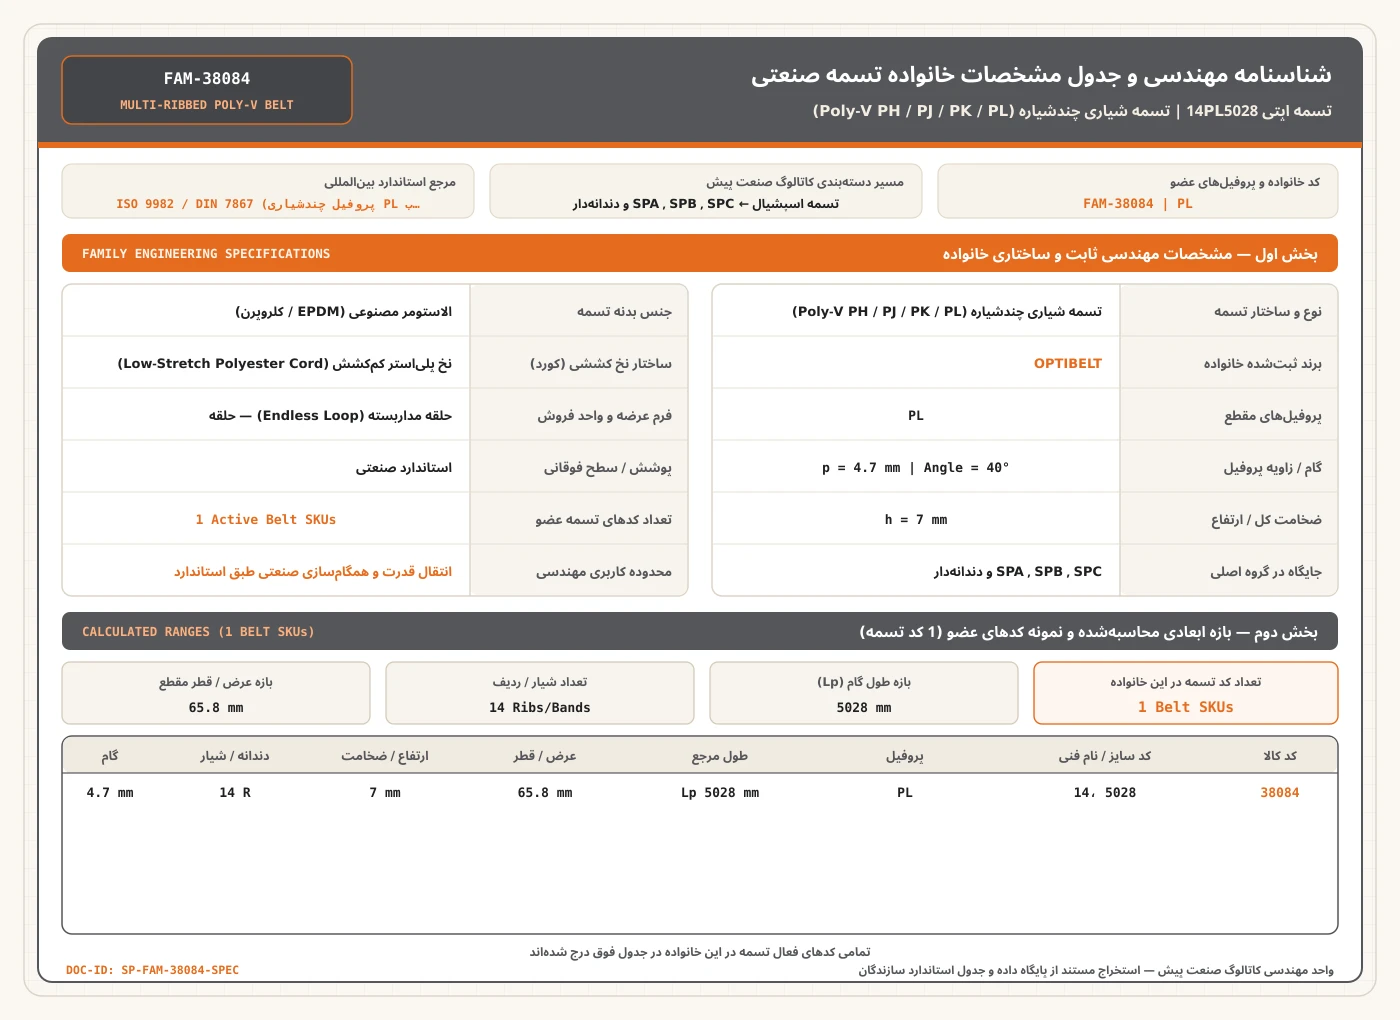 شناسنامه مهندسی و جدول مشخصات خانواده تسمه صنعتی
تسمه اپتی 14PL5028 | تسمه شیاری چندشیاره (Poly-V PH / PJ / PK / PL)
FAM-38084
MULTI-RIBBED POLY-V BELT
کد خانواده و پروفیل‌های عضو
FAM-38084 | PL
مسیر دسته‌بندی کاتالوگ صنعت پیش
تسمه اسپشیال ← SPA , SPB , SPC و دندانه‌دار
مرجع استاندارد بین‌المللی
ISO 9982 / DIN 7867 (پروفیل چندشیاری PL ب…
بخش اول — مشخصات مهندسی ثابت و ساختاری خانواده
FAMILY ENGINEERING SPECIFICATIONS
نوع و ساختار تسمه
تسمه شیاری چندشیاره (Poly-V PH / PJ / PK / PL)
برند ثبت‌شده خانواده
OPTIBELT
پروفیل‌های مقطع
PL
گام / زاویه پروفیل
p = 4.7 mm | Angle = 40°
ضخامت کل / ارتفاع
h = 7 mm
جایگاه در گروه اصلی
SPA , SPB , SPC و دندانه‌دار
جنس بدنه تسمه
الاستومر مصنوعی (EPDM / کلروپرن)
ساختار نخ کششی (کورد)
نخ پلی‌استر کم‌کشش (Low-Stretch Polyester Cord)
فرم عرضه و واحد فروش
حلقه مداربسته (Endless Loop) — حلقه
پوشش / سطح فوقانی
استاندارد صنعتی
تعداد کدهای تسمه عضو
1 Active Belt SKUs
محدوده کاربری مهندسی
انتقال قدرت و همگام‌سازی صنعتی طبق استاندارد
بخش دوم — بازه ابعادی محاسبه‌شده و نمونه کدهای عضو (1 کد تسمه)
CALCULATED RANGES (1 BELT SKUs)
تعداد کد تسمه در این خانواده
1 Belt SKUs
بازه طول گام (Lp)
5028 mm
تعداد شیار / ردیف
14 Ribs/Bands
بازه عرض / قطر مقطع
65.8 mm
کد کالا	کد سایز / نام فنی	پروفیل	طول مرجع	عرض / قطر	ارتفاع / ضخامت	دندانه / شیار	گام
38084	14، 5028	PL	Lp 5028 mm	65.8 mm	7 mm	14 R	4.7 mm
تمامی کدهای فعال تسمه در این خانواده در جدول فوق درج شده‌اند
واحد مهندسی کاتالوگ صنعت پیش — استخراج مستند از پایگاه داده و جدول استاندارد سازندگان
DOC-ID: SP-FAM-38084-SPEC